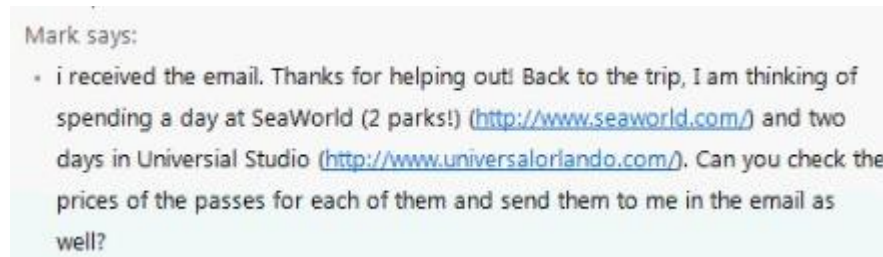 Mark says:
• i received the email. Thanks for helping out! Back to the trip, I am thinking of
spending a day at SeaWorld (2 parks!) (http://www.seaworld.com/) and two
days in Universial Studio (http://www.universalorlando.com/). Can you check the
prices of the passes for each of them and send them to me in the email as
well?